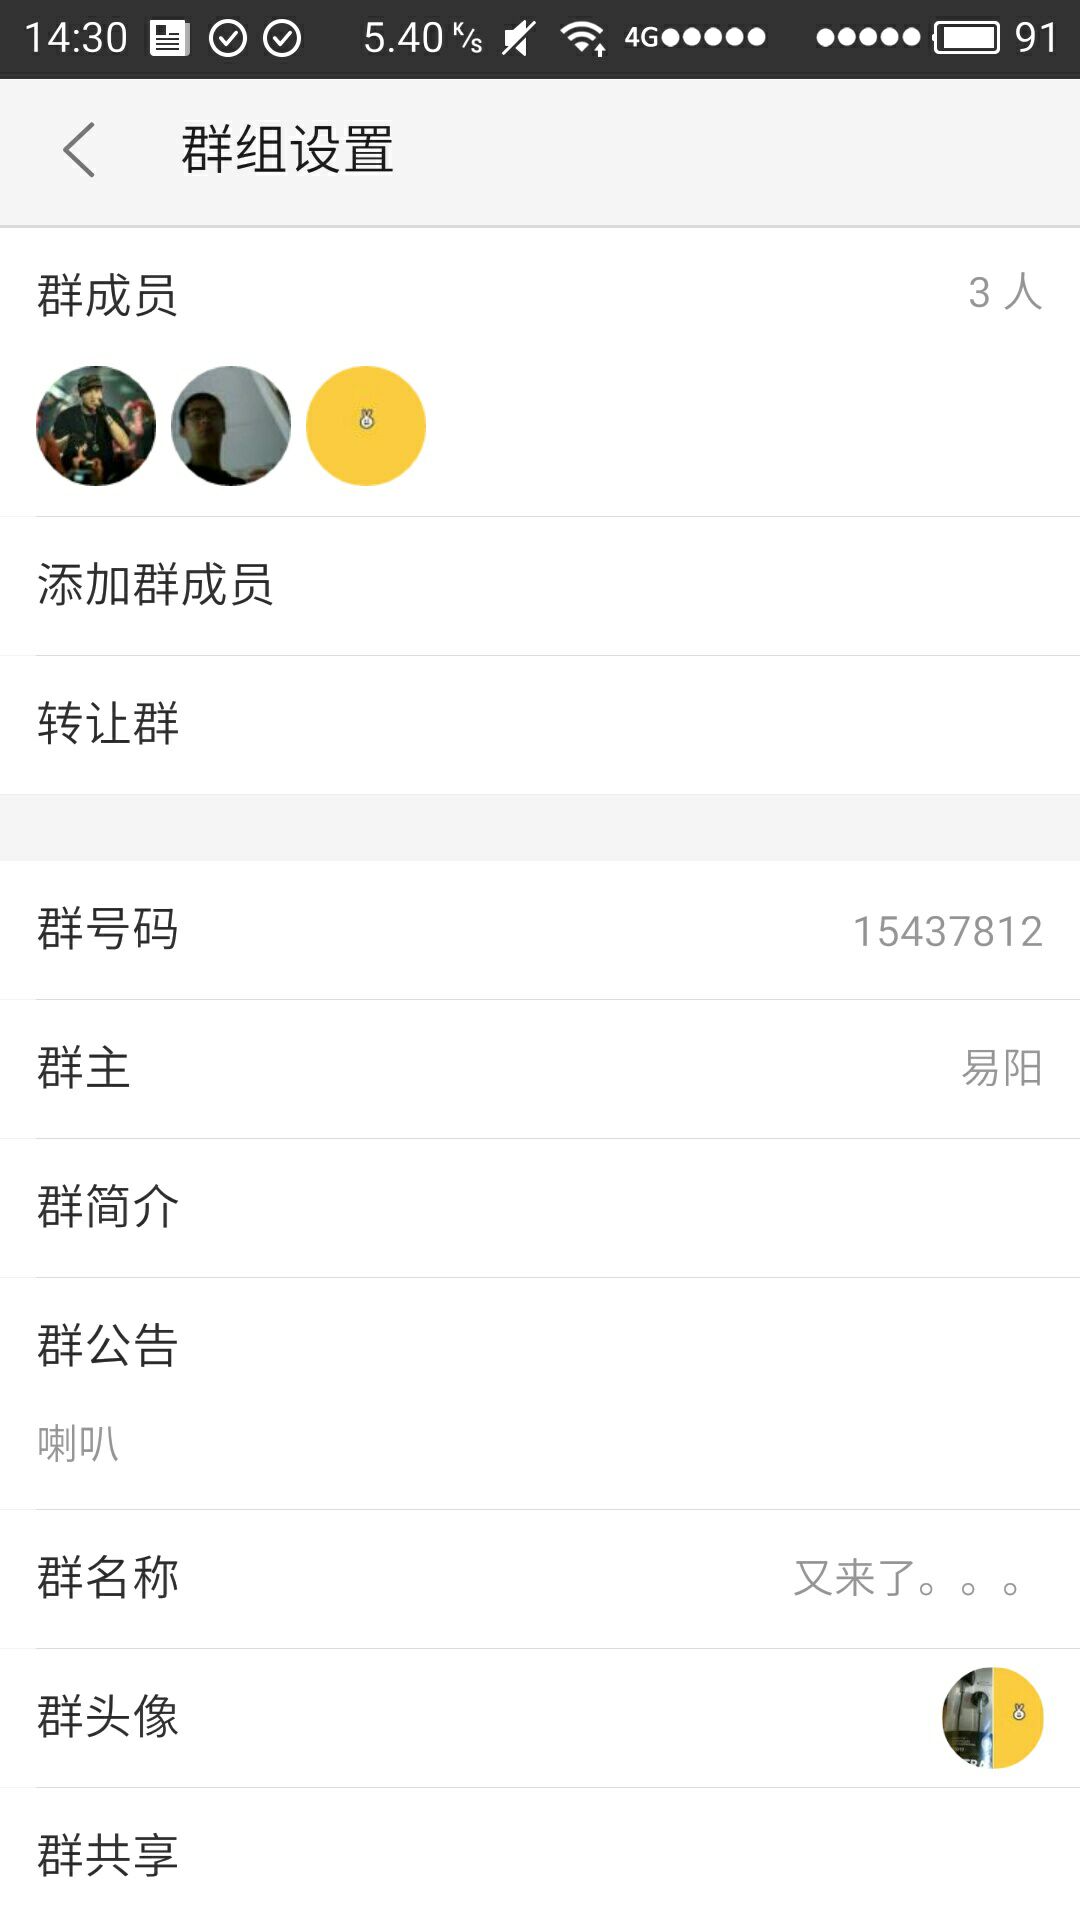 14:30 5.40 K/s 4G 91
群组设置
群成员 3 人
添加群成员
转让群
群号码 15437812
群主 易阳
群简介
群公告
喇叭
群名称 又来了。。。
群头像
群共享